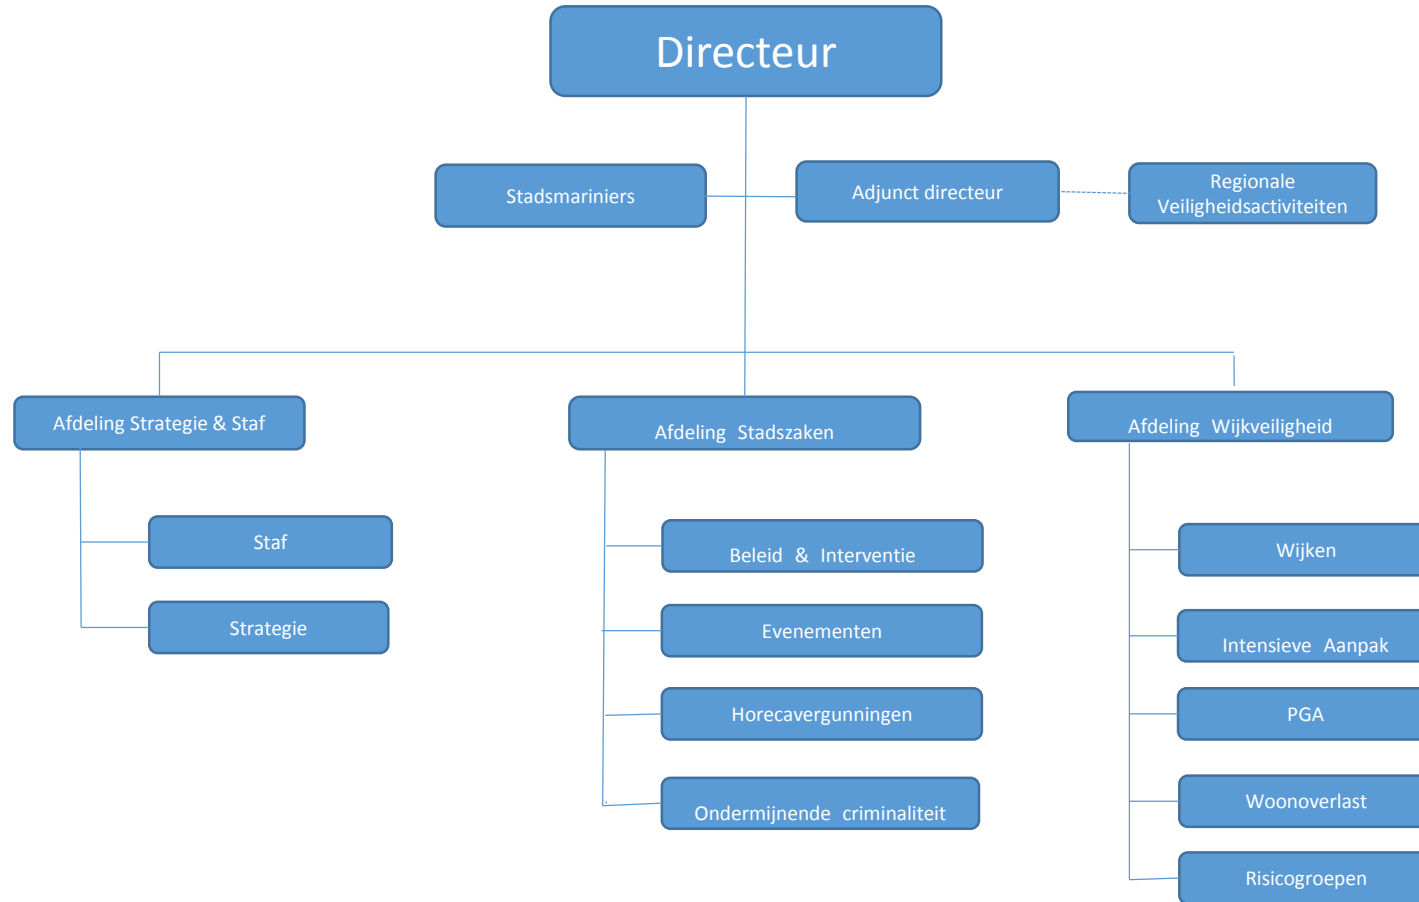 Directeur
Stadsmariniers
Adjunct directeur
Regionale
Veiligheidsactiviteiten
Afdeling Strategie & Staf
Afdeling Stadszaken
Afdeling Wijkveiligheid
Staf
Strategie
Beleid & Interventie
Evenementen
Horecavergunningen
Ondermijnende criminaliteit
Wijken
Intensieve Aanpak
PGA
Woonoverlast
Risicogroepen